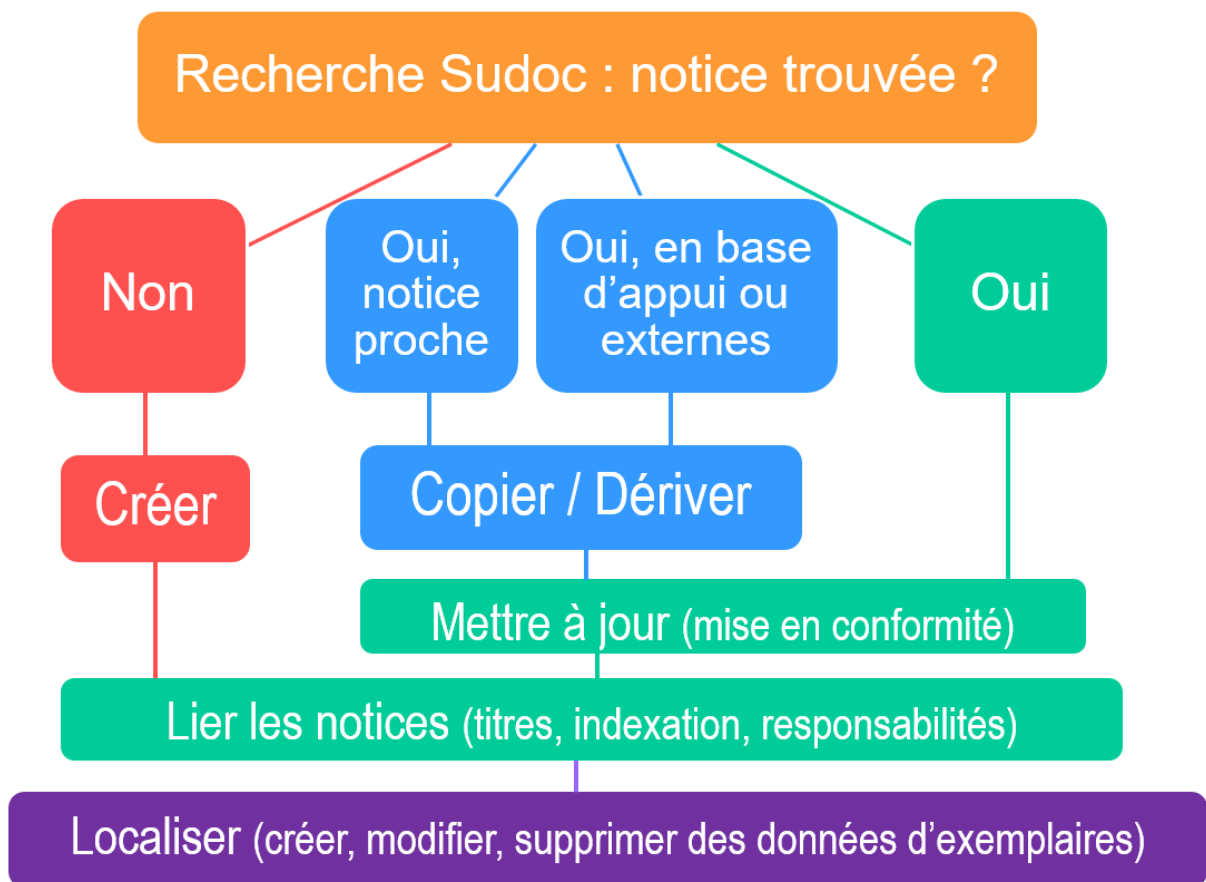 Recherche Sudoc : notice trouvée ?
Non
Oui,
notice
proche
Oui, en base
d'appui ou
externes
Oui
Créer
Copier / Dériver
Mettre à jour (mise en conformité)
Lier les notices (titres, indexation, responsabilités)
Localiser (créer, modifier, supprimer des données d'exemplaires)